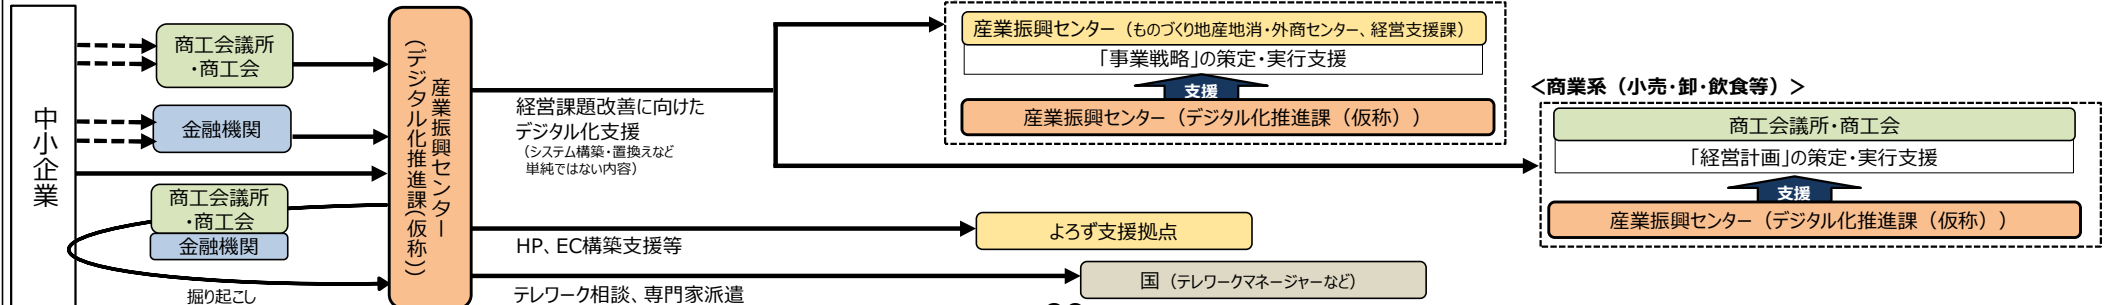 中小企業
商工会議所
・商工会
金融機関
商工会議所
・商工会
金融機関
掘り起こし
産業振興センター
(デジタル化推進課(仮称))
経営課題改善に向けた
デジタル化支援
（システム構築・置換えなど
単純ではない内容）
HP、EC構築支援等
テレワーク相談、専門家派遣
産業振興センター（ものづくり地産地消・外商センター、経営支援課）
「事業戦略」の策定・実行支援
支援
産業振興センター（デジタル化推進課（仮称））
よろず支援拠点
国（テレワークマネージャーなど）
＜商業系（小売・卸・飲食等）＞
商工会議所・商工会
「経営計画」の策定・実行支援
支援
産業振興センター（デジタル化推進課（仮称））